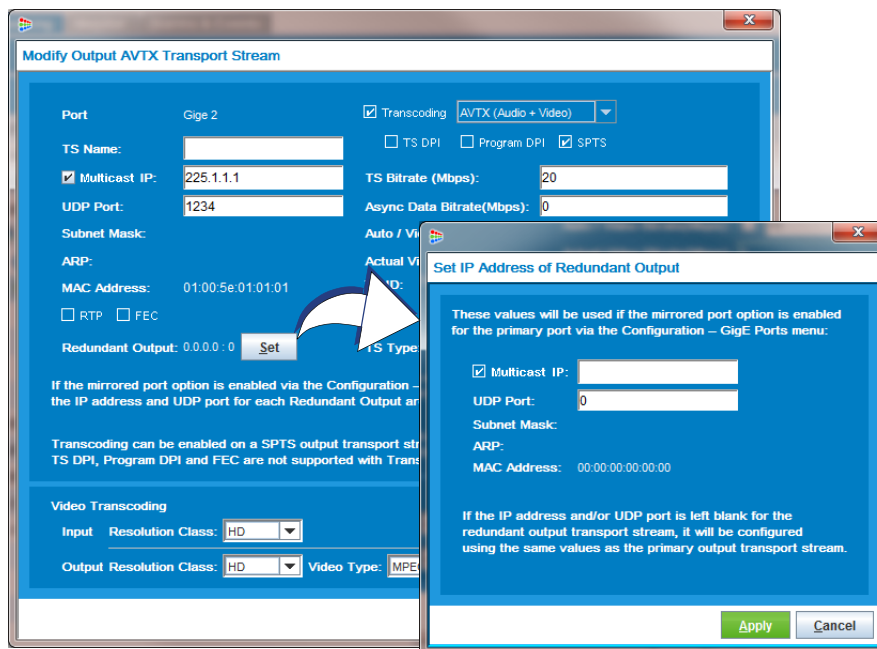 Modify Output AVTX Transport Stream
Port Gige 2
Transcoding AVTX (Audio + Video)
TS DPI Program DPI SPTS
TS Name:
Multicast IP: 225.1.1.1
TS Bitrate (Mbps): 20
UDP Port: 1234
Async Data Bitrate(Mbps): 0
Subnet Mask:
Auto /
ARP:
Actual
MAC Address: 01:00:5e:01:01:01
RTP FEC
Redundant Output: 0.0.0.0 : 0 Set
TS Type
If the mirrored port option is enabled via the Configuration –
the IP address and UDP port for each Redundant Output
Transcoding can be enabled on a SPTS output transport
TS DPI, Program DPI and FEC are not supported with
Video Transcoding
Input Resolution Class: HD
Output Resolution Class: HD Video Type:
Set IP Address of Redundant Output
These values will be used if the mirrored port option is enabled
for the primary port via the Configuration – GigE Ports menu:
Multicast IP:
UDP Port: 0
Subnet Mask:
ARP:
MAC Address: 00:00:00:00:00:00
If the IP address and/or UDP port is left blank for the
redundant output transport stream, it will be configured
using the same values as the primary output transport stream.
Apply Cancel